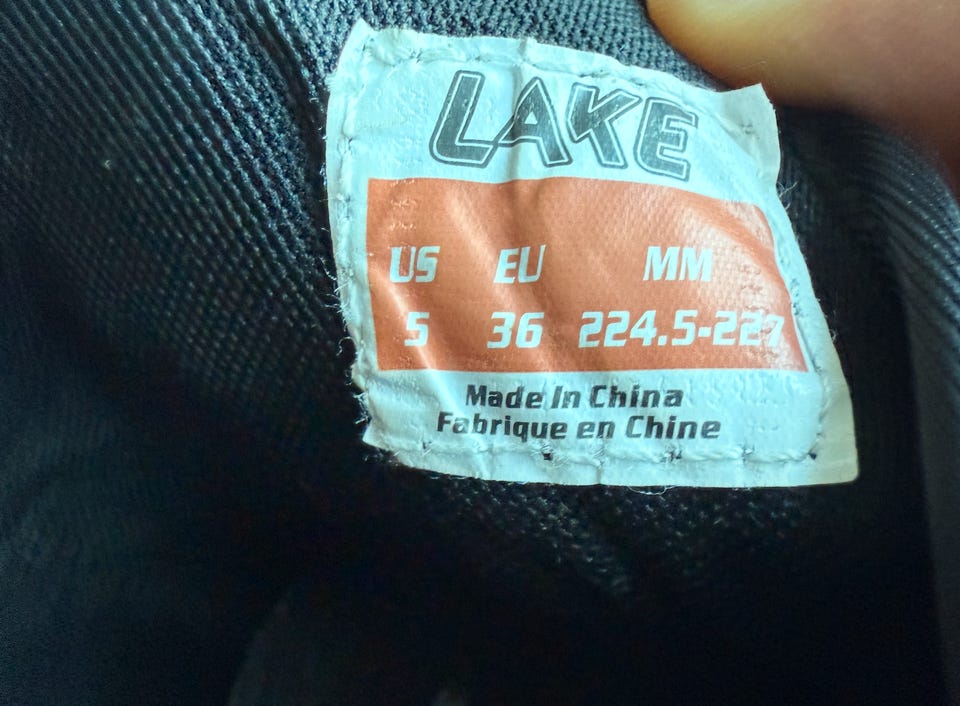 LAKE
US EU MM
5 36 224.5-227
Made In China
Fabrique en Chine